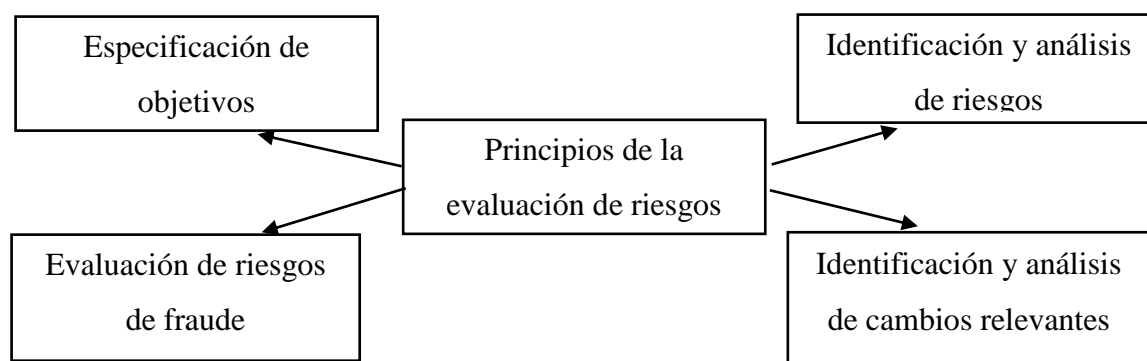 Especificación de
objetivos
Identificación y análisis
de riesgos
Principios de la
evaluación de riesgos
Evaluación de riesgos
de fraude
Identificación y análisis
de cambios relevantes